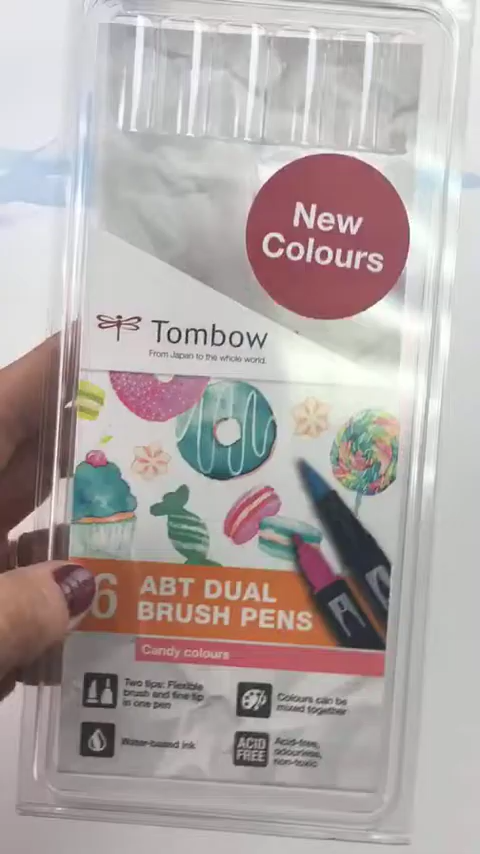 New
Colours
Tombow
From Japan to the whole world.
6
ABT DUAL
BRUSH PENS
Candy colours
Two tips: Flexible
brush and fine tip
in one pen
Colours can be
mixed together
Water-based ink
ACID
FREE
Acid-free,
odourless,
non-toxic